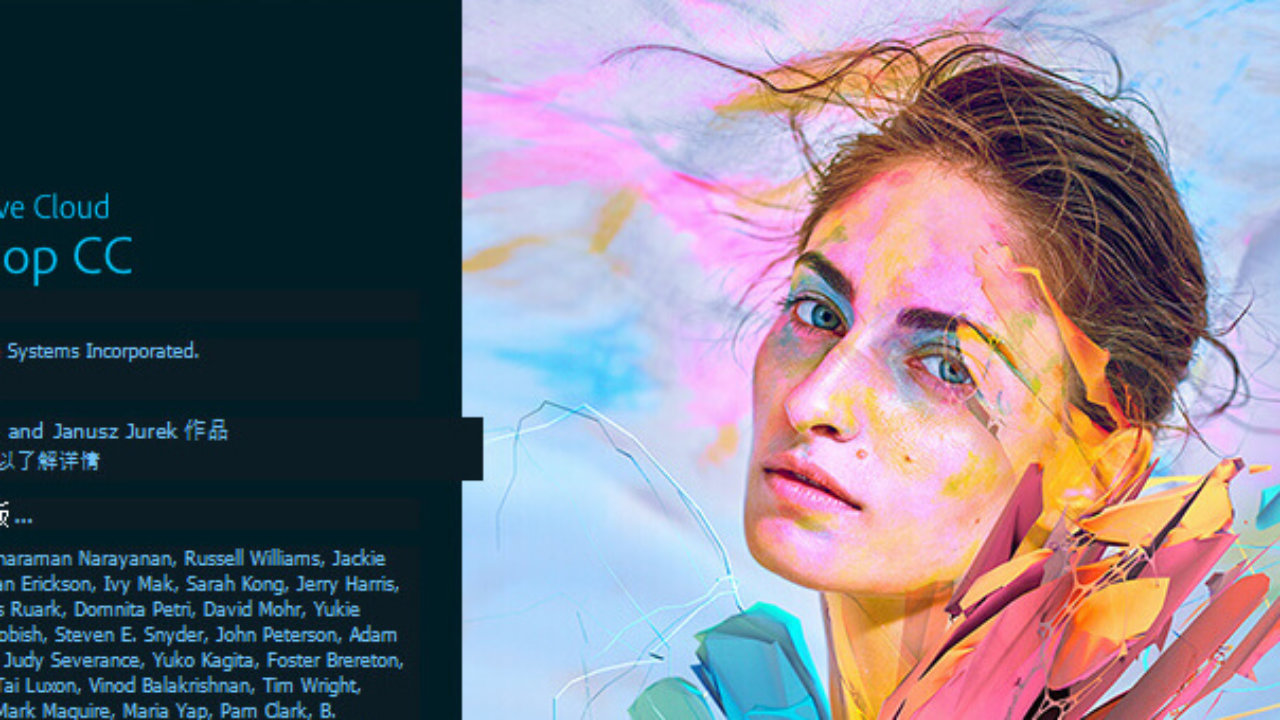 ve Cloud
op CC
Systems Incorporated.
and Janusz Jurek 作品
以了解详情
...
haraman Narayanan, Russell Williams, Jackie
an Erickson, Ivy Mak, Sarah Kong, Jerry Harris,
s Ruark, Domnita Petri, David Mohr, Yukie
obish, Steven E. Snyder, John Peterson, Adam
Judy Severance, Yuko Kagita, Foster Brereton,
Tai Luxon, Vinod Balakrishnan, Tim Wright,
Mark Maguire, Maria Yap, Pam Clark, B.